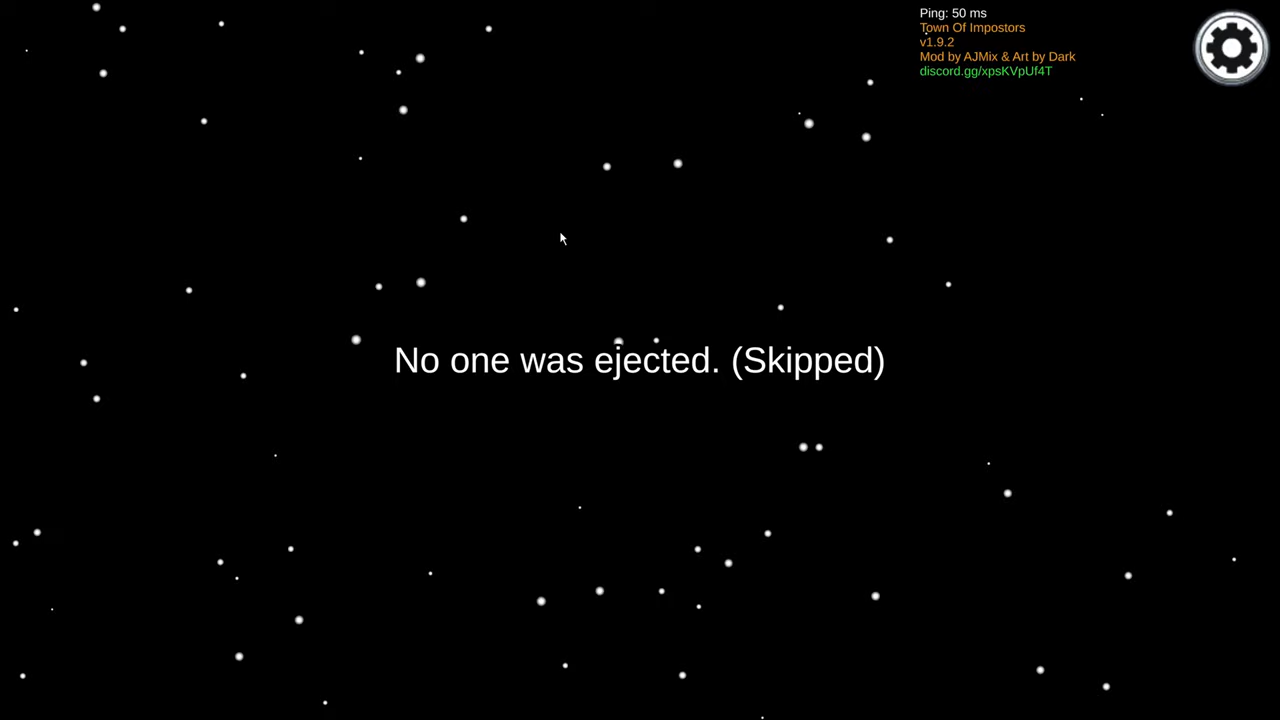 Ping: 50 ms
Town Of Impostors
v1.9.2
Mod by AJMix & Art by Dark
discord.gg/xpsKVpUf4T
No one was ejected. (Skipped)